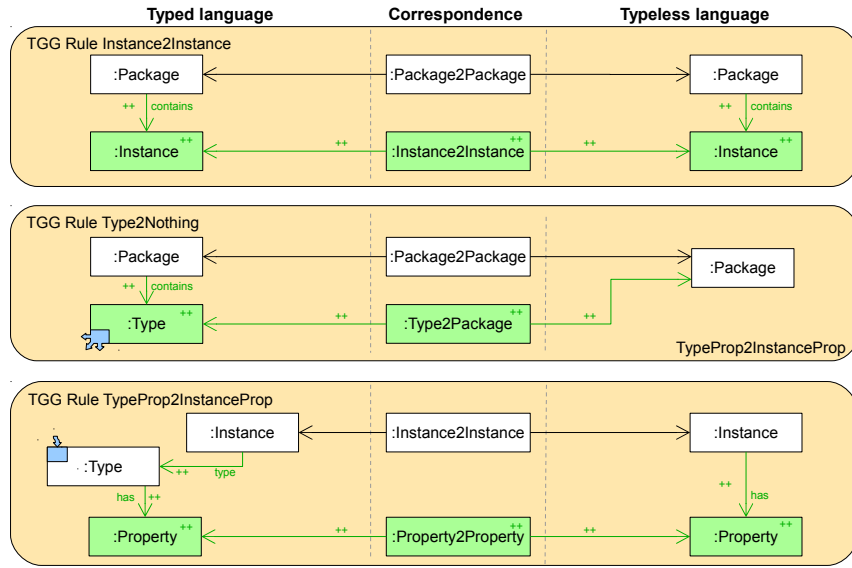 Typed language Correspondence Typeless language
TGG Rule Instance2Instance
:Package :Package2Package :Package
++ contains ++ contains
:Instance ++ ++ :Instance2Instance ++ ++ :Instance ++
TGG Rule Type2Nothing
:Package :Package2Package :Package
++ contains
:Type ++ ++ :Type2Package ++ ++
TypeProp2InstanceProp
TGG Rule TypeProp2InstanceProp
:Instance :Instance2Instance :Instance
:Type ++ type
has ++ ++ has
:Property ++ ++ :Property2Property ++ ++ :Property ++